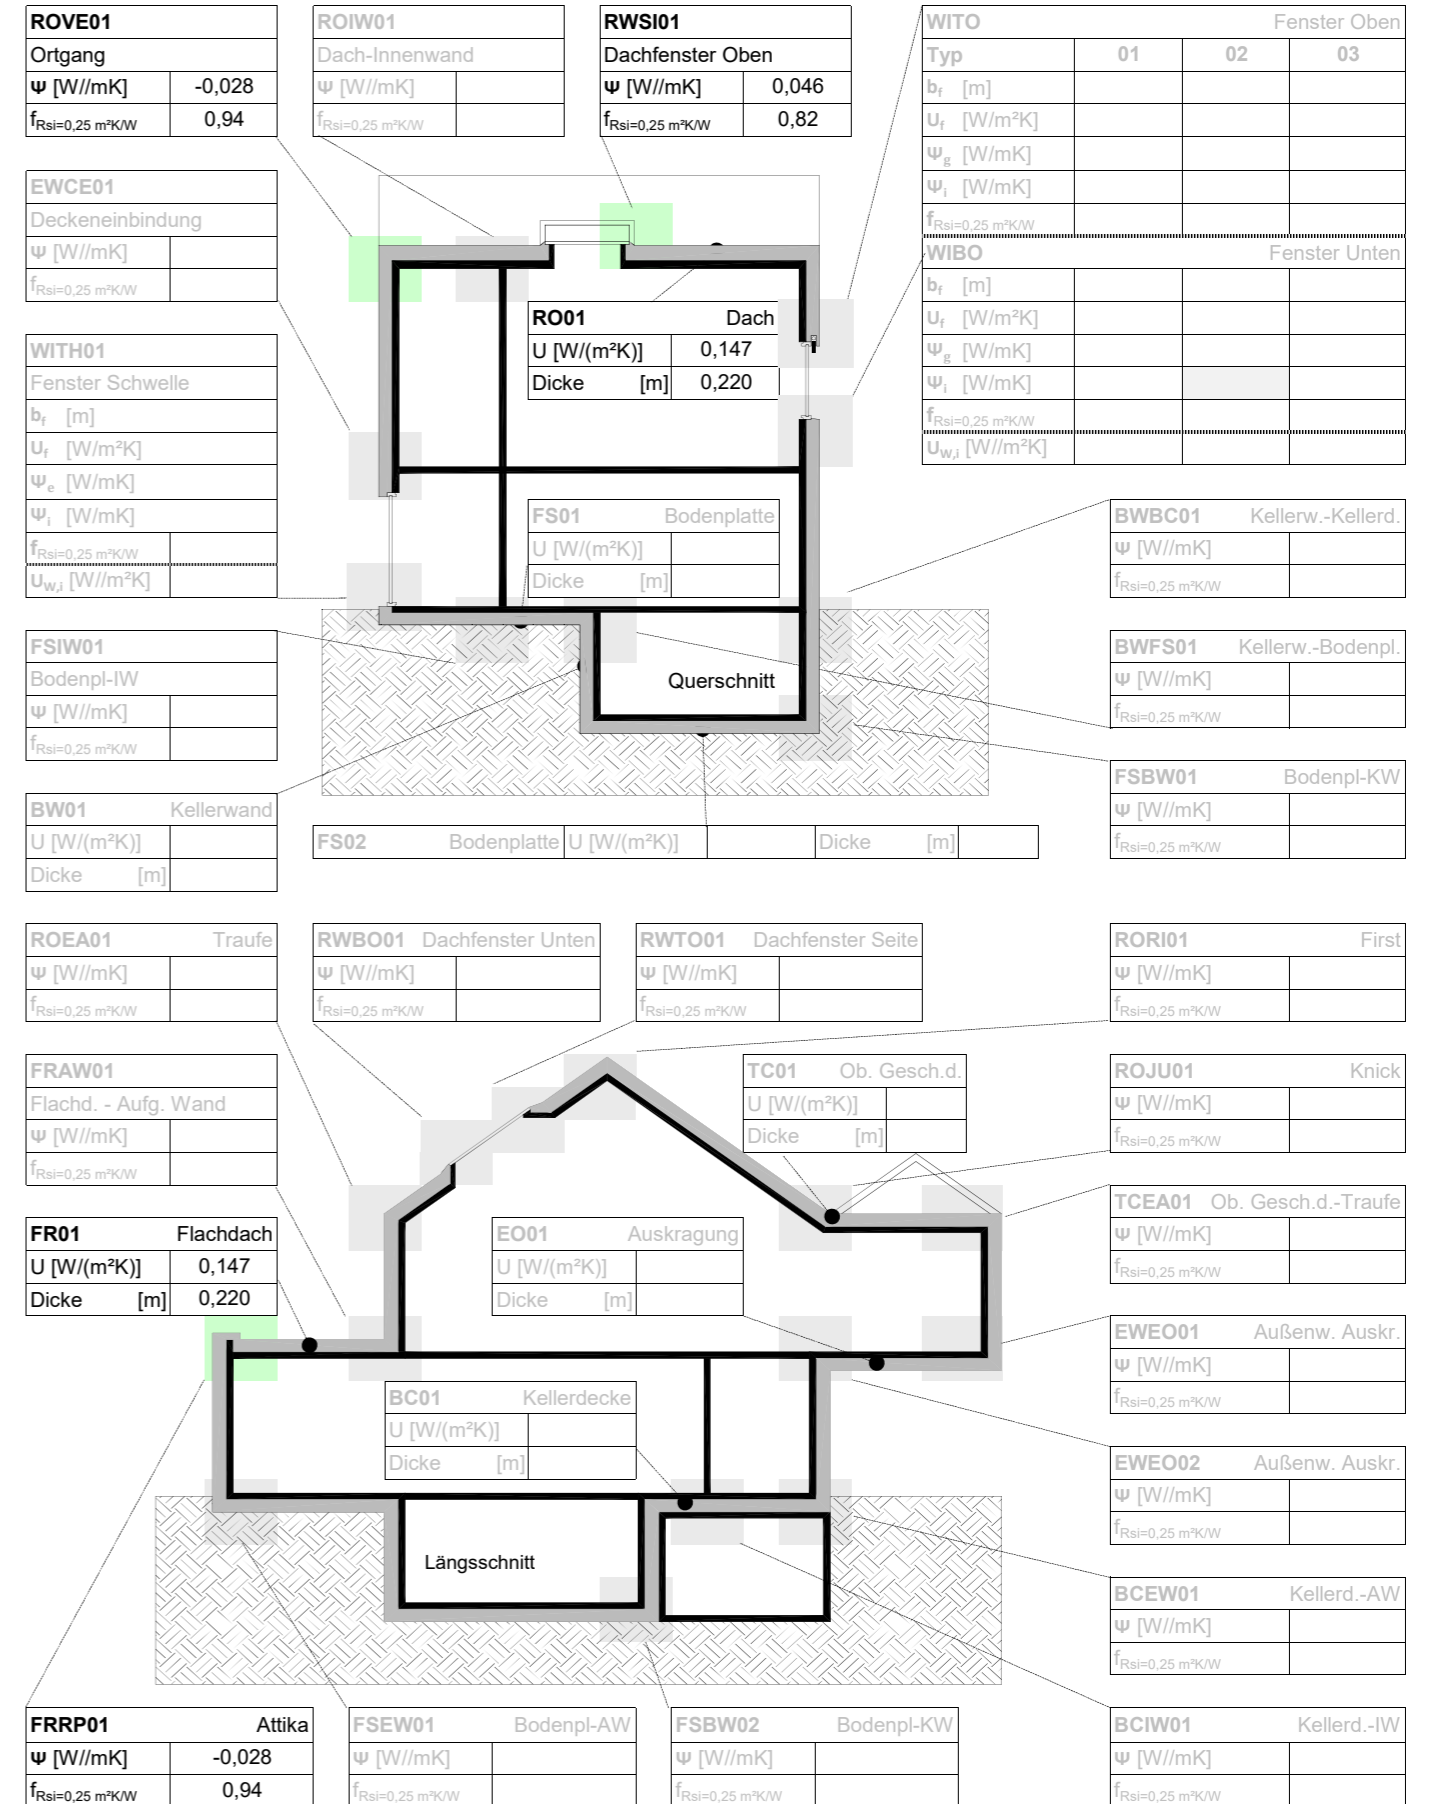 ROVE01
Ortgang
Ψ [W//mK] -0,028
fRsi=0,25 m²K/W 0,94
ROIW01
Dach-Innenwand
Ψ [W//mK]
fRsi=0,25 m²K/W
RWSI01
Dachfenster Oben
Ψ [W//mK] 0,046
fRsi=0,25 m²K/W 0,82
WITO Fenster Oben
Typ 01 02 03
bf [m]
Uf [W/m²K]
Ψg [W/mK]
Ψi [W/mK]
fRsi=0,25 m²K/W
WIBO Fenster Unten
bf [m]
Uf [W/m²K]
Ψg [W/mK]
Ψi [W/mK]
fRsi=0,25 m²K/W
UW,i [W//m²K]
EWCE01
Deckeneinbindung
Ψ [W//mK]
fRsi=0,25 m²K/W
WITH01
Fenster Schwelle
bf [m]
Uf [W/m²K]
Ψe [W/mK]
Ψi [W/mK]
fRsi=0,25 m²K/W
UW,i [W//m²K]
RO01 Dach
U [W/(m²K)] 0,147
Dicke [m] 0,220
FS01 Bodenplatte
U [W/(m²K)]
Dicke [m]
BWBC01 Kellerw.-Kellerd.
Ψ [W//mK]
fRsi=0,25 m²K/W
FSIW01
Bodenpl-IW
Ψ [W//mK]
fRsi=0,25 m²K/W
Querschnitt
BWFS01 Kellerw.-Bodenpl.
Ψ [W//mK]
fRsi=0,25 m²K/W
FSBW01 Bodenpl-KW
Ψ [W//mK]
fRsi=0,25 m²K/W
BW01 Kellerwand
U [W/(m²K)]
Dicke [m]
FS02 Bodenplatte U [W/(m²K)] Dicke [m]
ROEA01 Traufe
Ψ [W//mK]
fRsi=0,25 m²K/W
RWBO01 Dachfenster Unten
Ψ [W//mK]
fRsi=0,25 m²K/W
RWTO01 Dachfenster Seite
Ψ [W//mK]
fRsi=0,25 m²K/W
RORI01 First
Ψ [W//mK]
fRsi=0,25 m²K/W
FRAW01
Flachd. - Aufg. Wand
Ψ [W//mK]
fRsi=0,25 m²K/W
TC01 Ob. Gesch.d.
U [W/(m²K)]
Dicke [m]
ROJU01 Knick
Ψ [W//mK]
fRsi=0,25 m²K/W
TCEA01 Ob. Gesch.d.-Traufe
Ψ [W//mK]
fRsi=0,25 m²K/W
FR01 Flachdach
U [W/(m²K)] 0,147
Dicke [m] 0,220
EO01 Auskragung
U [W/(m²K)]
Dicke [m]
EWEO01 Außenw. Auskr.
Ψ [W//mK]
fRsi=0,25 m²K/W
BC01 Kellerdecke
U [W/(m²K)]
Dicke [m]
EWEO02 Außenw. Auskr.
Ψ [W//mK]
fRsi=0,25 m²K/W
Längsschnitt
BCEW01 Kellerd.-AW
Ψ [W//mK]
fRsi=0,25 m²K/W
FRRP01 Attika
Ψ [W//mK] -0,028
fRsi=0,25 m²K/W 0,94
FSEW01 Bodenpl-AW
Ψ [W//mK]
fRsi=0,25 m²K/W
FSBW02 Bodenpl-KW
Ψ [W//mK]
fRsi=0,25 m²K/W
BCIW01 Kellerd.-IW
Ψ [W//mK]
fRsi=0,25 m²K/W